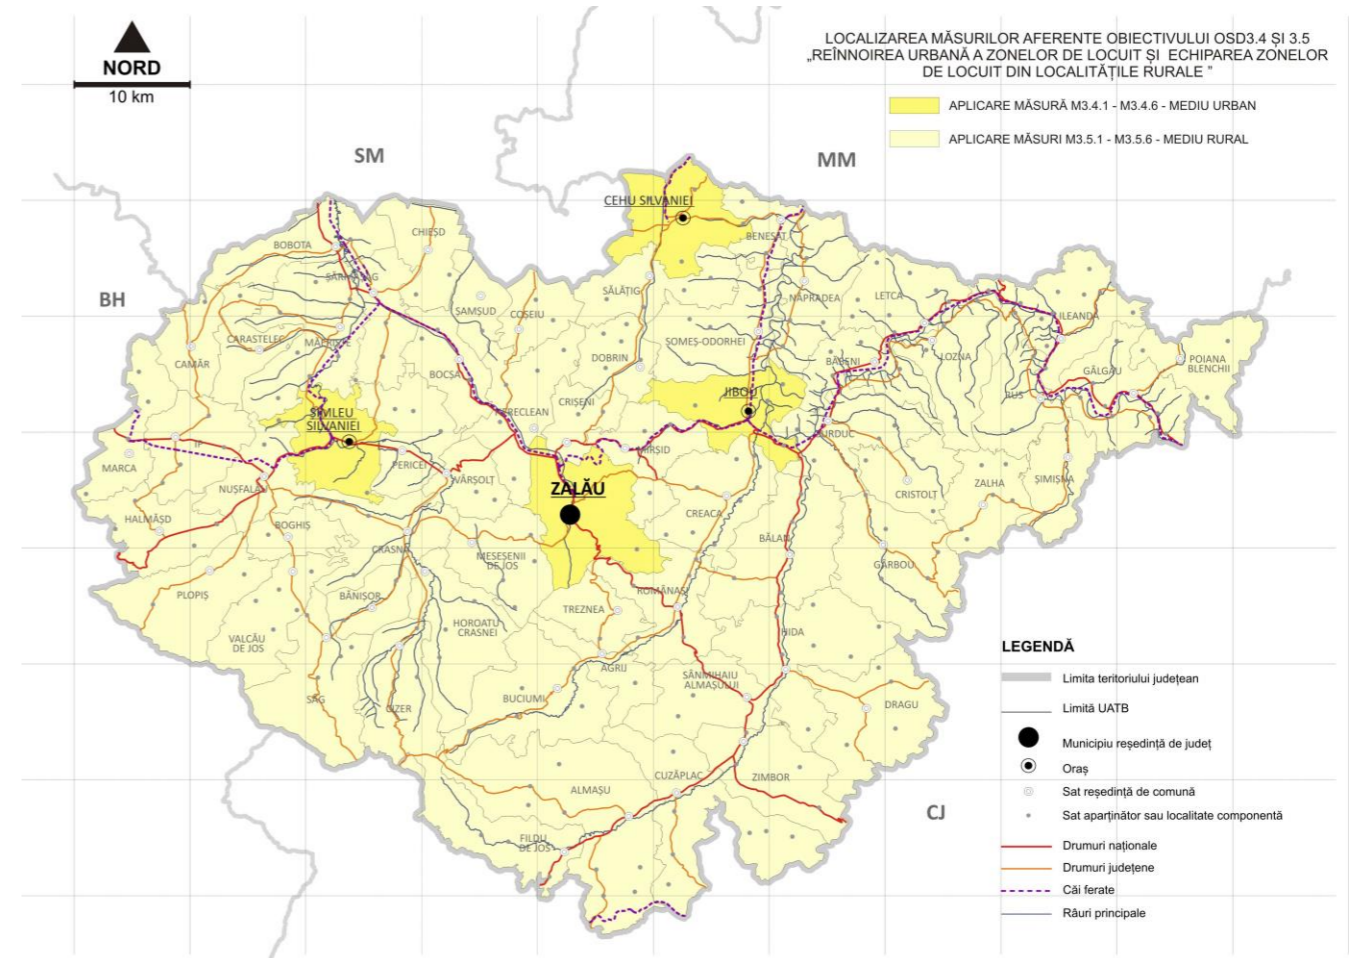 NORD
10 km
LOCALIZAREA MĂSURILOR AFERENTE OBIECTIVULUI OSD3.4 ȘI 3.5
„REÎNNOIREA URBANĂ A ZONELOR DE LOCUIT ȘI ECHIPAREA ZONELOR
DE LOCUIT DIN LOCALITĂȚILE RURALE ”
APLICARE MĂSURĂ M3.4.1 - M3.4.6 - MEDIU URBAN
APLICARE MĂSURI M3.5.1 - M3.5.6 - MEDIU RURAL
SM
MM
BH
CJ
CEHU SILVANIEI
BENESAT
CHIEȘD
BOBOTA
SĂRMĂȘAG
SĂLĂȚIG
NĂPRADEA
LETCA
ILEANDA
ȘAMȘUD
COȘEIU
CARASTELEC
SOMEȘ-ODORHEI
DOBRIN
LOZNA
POIANA
BLENCHII
CAMĂR
BĂBENI
GÂLGĂU
BOCȘA
RUS
JIBOU
CRIȘENI
ȘIMLEU
SILVANIEI
IP
MIRȘID
MARCA
PERICEI
VÂRȘOLȚ
NUȘFALĂU
ZALĂU
CRISTOLȚ
ZALHA
ȘIMIȘNA
HALMĂȘD
BOGHIȘ
CREACA
BĂLAN
CRASNA
MESEȘENII
DE JOS
GÂRBOU
PLOPIȘ
BĂNIȘOR
ROMÂNAȘI
TREZNEA
HOROATU
CRASNEI
HIDA
VALCĂU
DE JOS
AGRIJ
SÂNMIHAIU
ALMAȘULUI
ȘAG
CIZER
BUCIUMI
DRAGU
CUZĂPLAC
ZIMBOR
ALMAȘU
FILDU
DE JOS
LEGENDĂ
Limita teritoriului județean
Limită UATB
Municipiu reședință de județ
Oraș
Sat reședință de comună
Sat aparținător sau localitate componentă
Drumuri naționale
Drumuri județene
Căi ferate
Râuri principale